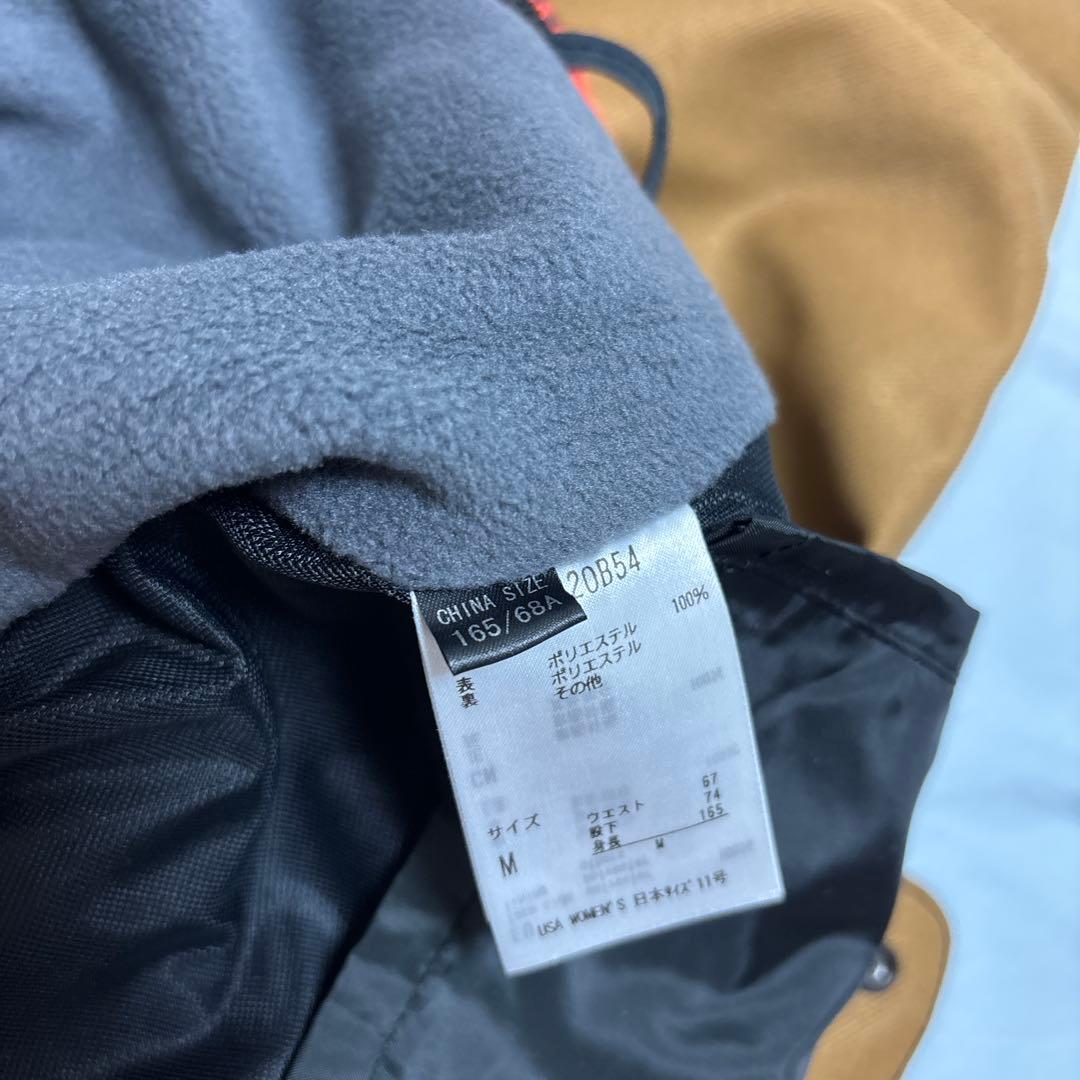 CHINA SIZE
165/68A
20B54
100%
表 ポリエステル
裏 ポリエステル
その他
サイズ ウエスト 67
股下 74
M 身長 165
M
USA WOMEN'S 日本サイズ 11号